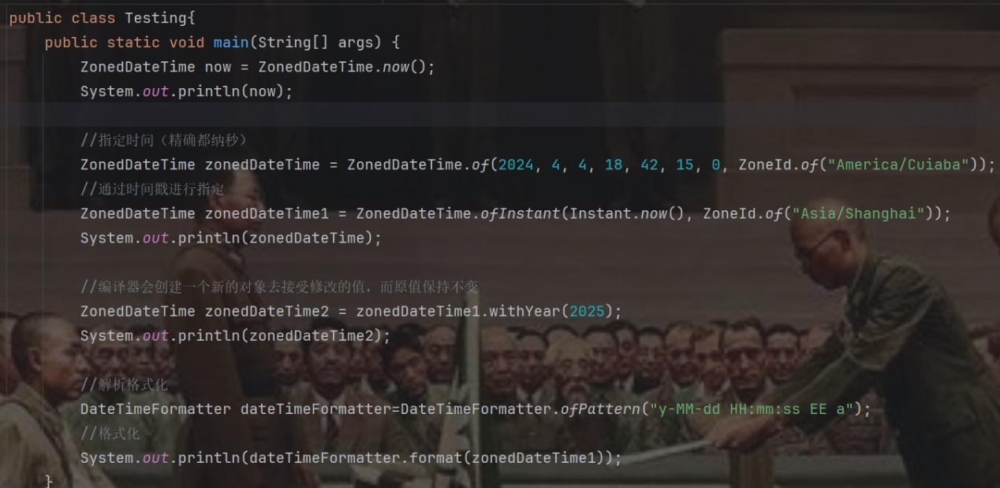 public class Testing{
    public static void main(String[] args) {
        ZonedDateTime now = ZonedDateTime.now();
        System.out.println(now);
        //指定时间（精确都纳秒）
        ZonedDateTime zonedDateTime = ZonedDateTime.of(2024, 4, 4, 18, 42, 15, 0, ZoneId.of("America/Cuiaba"));
        //通过时间戳进行指定
        ZonedDateTime zonedDateTime1 = ZonedDateTime.ofInstant(Instant.now(), ZoneId.of("Asia/Shanghai"));
        System.out.println(zonedDateTime);
        //编译器会创建一个新的对象去接受修改的值，而原值保持不变
        ZonedDateTime zonedDateTime2 = zonedDateTime1.withYear(2025);
        System.out.println(zonedDateTime2);
        //解析格式化
        DateTimeFormatter dateTimeFormatter=DateTimeFormatter.ofPattern("y-MM-dd HH:mm:ss EE a");
        //格式化
        System.out.println(dateTimeFormatter.format(zonedDateTime1));
    }